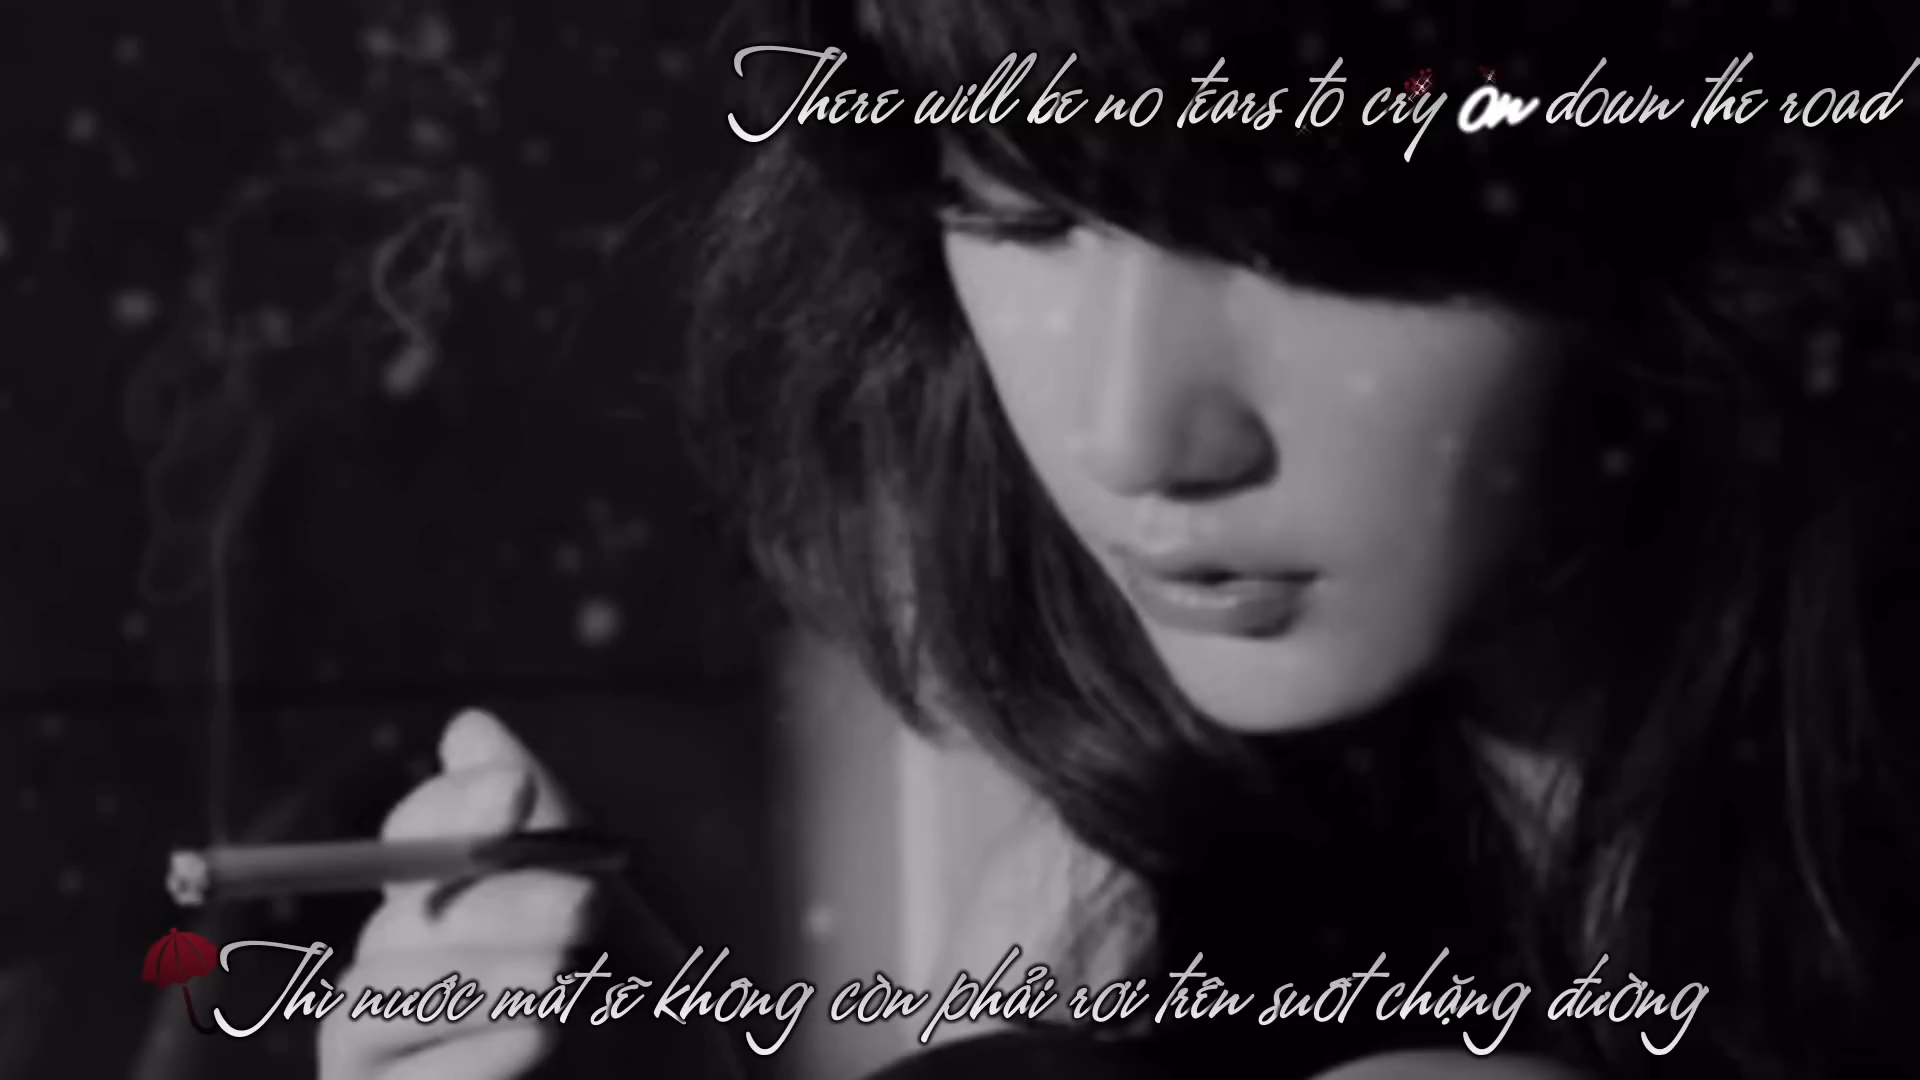 There will be no tears to cry on down the road
Thì nước mắt sẽ không còn phải rơi trên suốt chặng đường